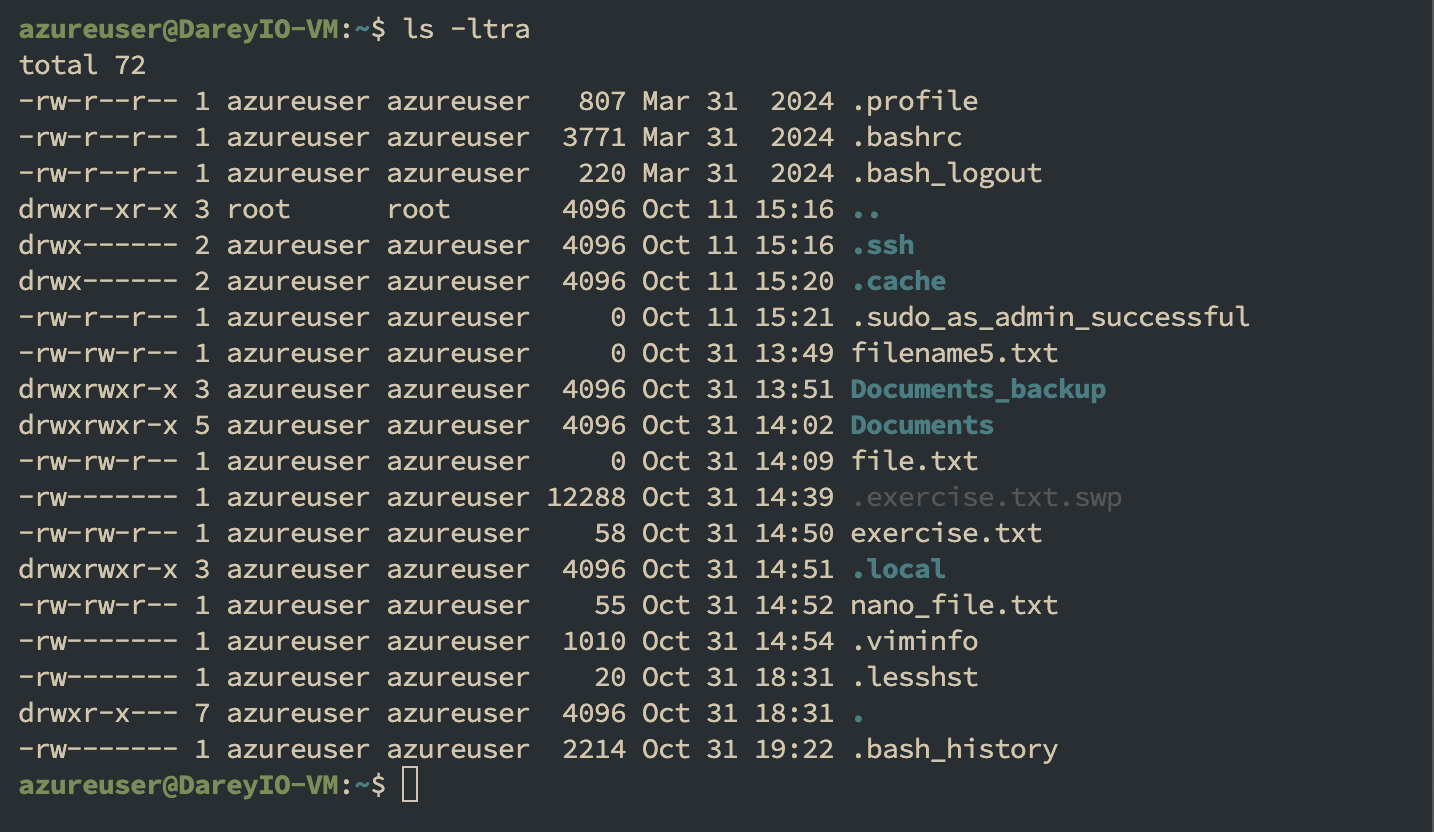 azureuser@DareyIO-VM:~$ ls -ltra
total 72
-rw-r--r-- 1 azureuser azureuser   807 Mar 31  2024 .profile
-rw-r--r-- 1 azureuser azureuser  3771 Mar 31  2024 .bashrc
-rw-r--r-- 1 azureuser azureuser   220 Mar 31  2024 .bash_logout
drwxr-xr-x 3 root      root       4096 Oct 11 15:16 ..
drwx------ 2 azureuser azureuser  4096 Oct 11 15:16 .ssh
drwx------ 2 azureuser azureuser  4096 Oct 11 15:20 .cache
-rw-r--r-- 1 azureuser azureuser     0 Oct 11 15:21 .sudo_as_admin_successful
-rw-rw-r-- 1 azureuser azureuser     0 Oct 31 13:49 filename5.txt
drwxrwxr-x 3 azureuser azureuser  4096 Oct 31 13:51 Documents_backup
drwxrwxr-x 5 azureuser azureuser  4096 Oct 31 14:02 Documents
-rw-rw-r-- 1 azureuser azureuser     0 Oct 31 14:09 file.txt
-rw------- 1 azureuser azureuser 12288 Oct 31 14:39 .exercise.txt.swp
-rw-rw-r-- 1 azureuser azureuser    58 Oct 31 14:50 exercise.txt
drwxrwxr-x 3 azureuser azureuser  4096 Oct 31 14:51 .local
-rw-rw-r-- 1 azureuser azureuser    55 Oct 31 14:52 nano_file.txt
-rw------- 1 azureuser azureuser  1010 Oct 31 14:54 .viminfo
-rw------- 1 azureuser azureuser    20 Oct 31 18:31 .lesshst
drwxr-x--- 7 azureuser azureuser  4096 Oct 31 18:31 .
-rw------- 1 azureuser azureuser  2214 Oct 31 19:22 .bash_history
azureuser@DareyIO-VM:~$